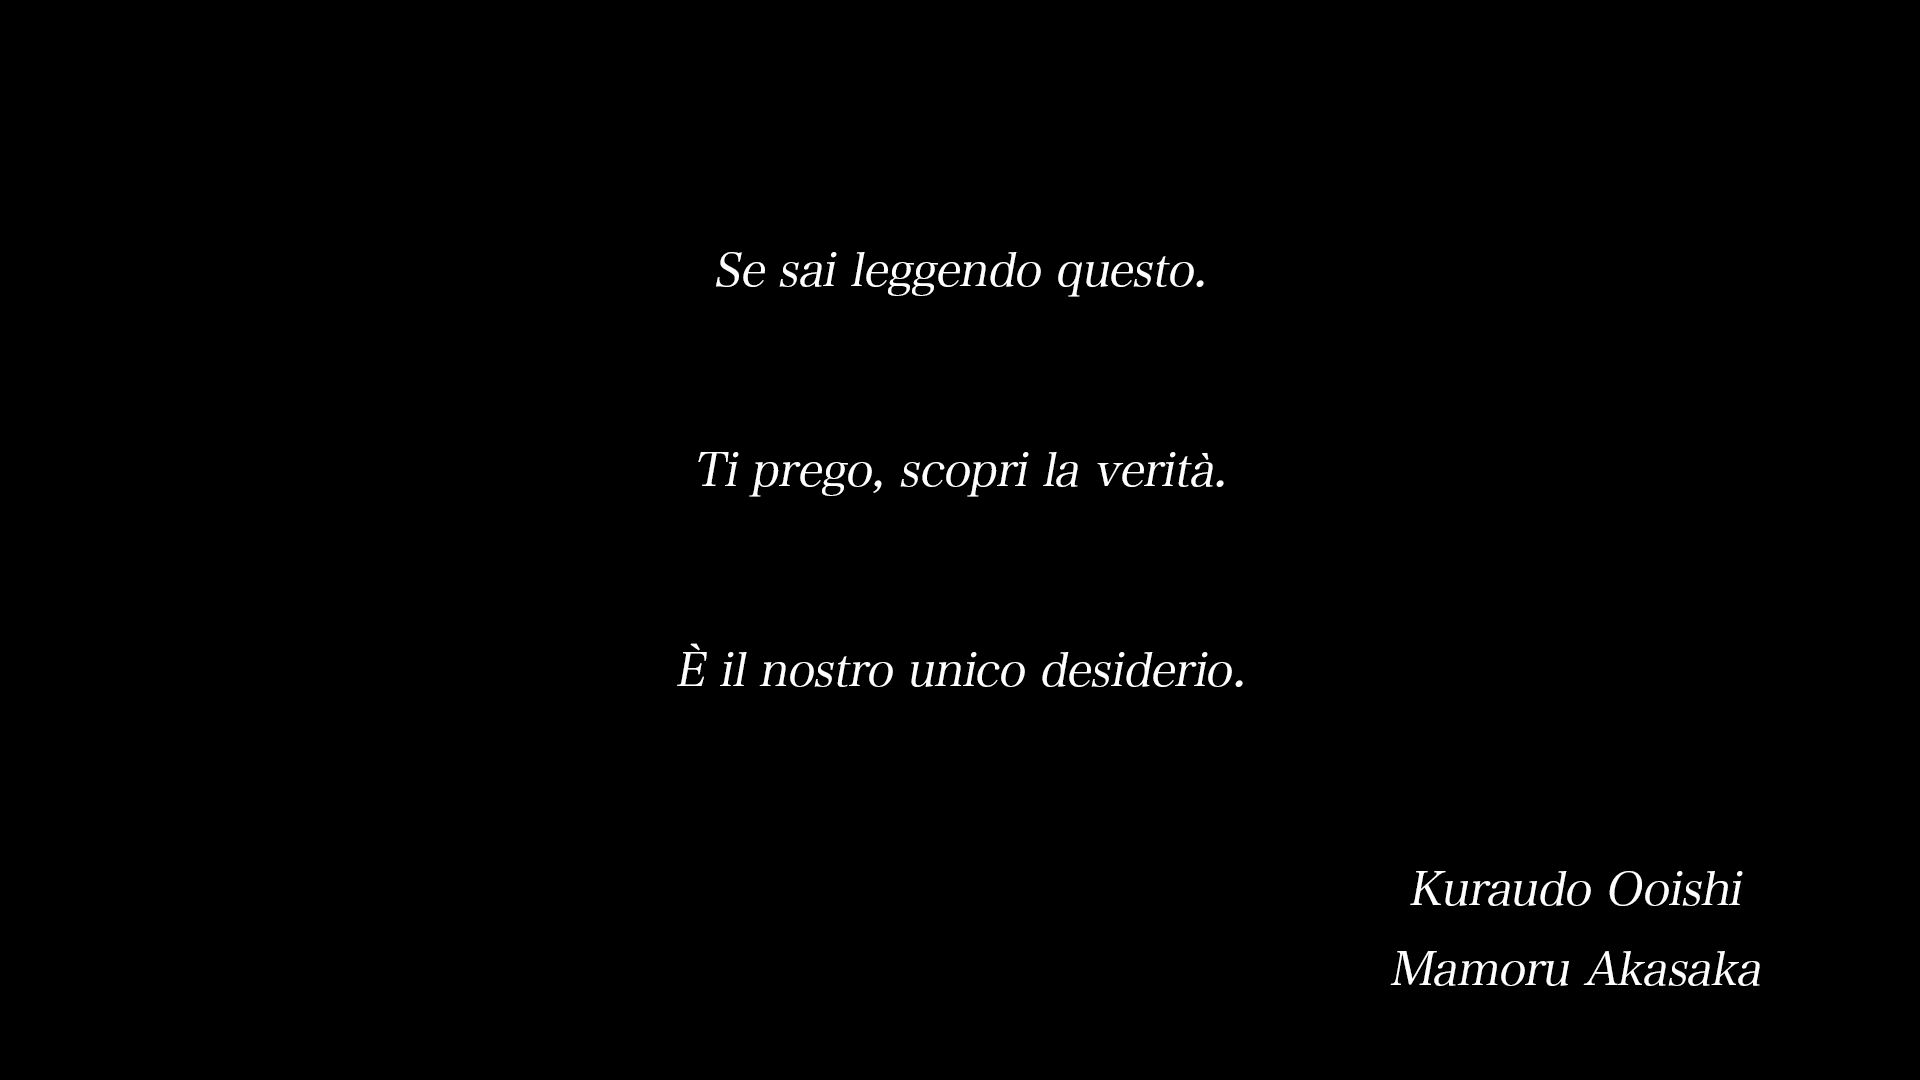 Se sai leggendo questo.
Ti prego, scopri la verità.
È il nostro unico desiderio.
Kuraudo Ooishi
Mamoru Akasaka